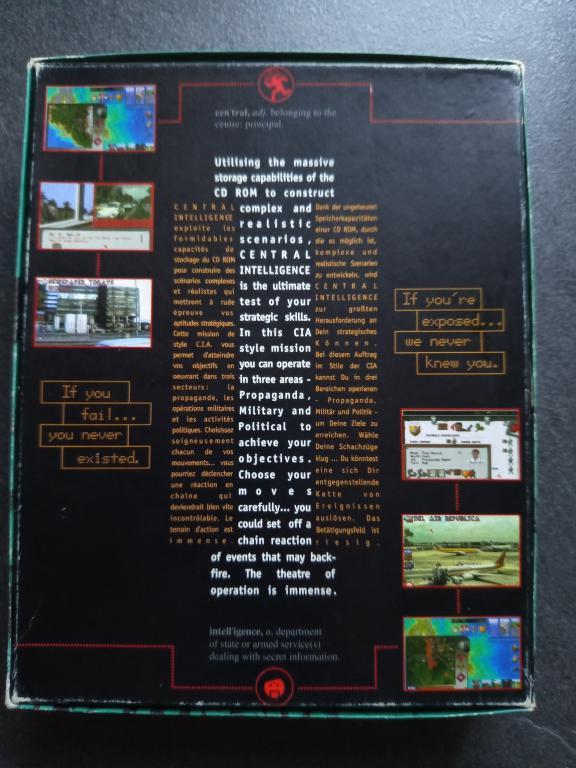 cen'tral, adj. belonging to the
centre: principal.
Utilising the massive
storage capabilities of the
CD ROM to construct
complex and
realistic
scenarios,
CENTRAL
INTELLIGENCE
is the ultimate
test of your
strategic skills.
In this CIA
style mission
you can operate
in three areas -
Propaganda,
Military and
Political to
achieve your
objectives.
Choose your
moves
carefully... you
could set off a
chain reaction
of events that may back-
fire. The theatre of
operation is immense.
CENTRAL
INTELLIGENCE
exploite les
formidables
capacités de
stockage du CD ROM
pour construire des
scénarios complexes
et réalistes qui
mettront à rude
épreuve vos
aptitudes stratégiques.
Cette mission de
style C.I.A. vous
permet d'atteindre
vos objectifs en
oeuvrant dans trois
secteurs: la
propagande, les
opérations militaires
et les activités
politiques. Choisissez
soigneusement
chacun de vos
mouvements... vous
pourriez déclencher
une réaction en
chaîne qui
deviendrait bien vite
incontrôlable. Le
terrain d'action est
immense.
Dank der ungeheuren
Speicherkapazitäten
einer CD ROM, durch
die es möglich ist,
komplexe und
realistische Szenarien
zu entwickeln, wird
CENTRAL
INTELLIGENCE
zur größten
Herausforderung an
Dein strategisches
Können.
Bei diesem Auftrag
im Stile der CIA
kannst Du in drei
Bereichen operieren
- Propaganda,
Militär und Politik -
um Deine Ziele zu
erreichen. Wähle
Deine Schachzüge
klug ... Du könntest
eine sich Dir
entgegenstellende
Kette von
Ereignissen
auslösen. Das
Betätigungsfeld ist
riesig.
NEWSPAPER TODAYS
If you
fail...
you never
existed.
If you're
exposed...
we never
knew you.
DEL AIR REPUBLICA
intell'igence, n. department
of state or armed service(s)
dealing with secret information.